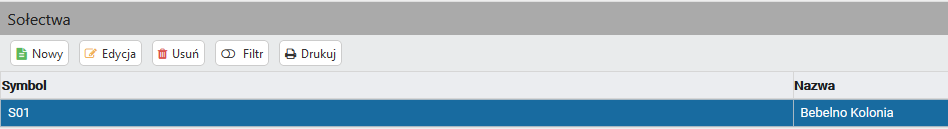 Sołectwa
Nowy Edycja Usuń Filtr Drukuj
Symbol Nazwa
S01 Bebelno Kolonia